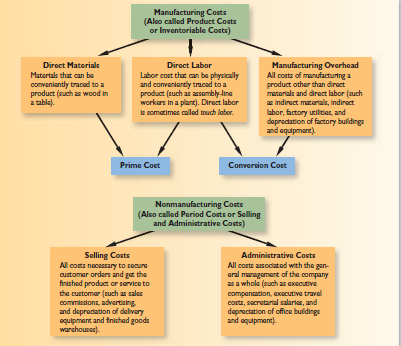 Manufacturing Costs
(Also called Product Costs
or Inventoriable Costs)
Direct Materials
Materials that can be
conveniently traced to a
product (such as wood in
a table).
Direct Labor
Labor cost that can be physically
and conveniently traced to a
product (such as assembly-line
workers in a plant). Direct labor
is sometimes called touch labor.
Manufacturing Overhead
All costs of manufacturing a
product other than direct
materials and direct labor (such
as indirect materials, indirect
labor, factory utilities, and
depreciation of factory buildings
and equipment).
Prime Cost
Conversion Cost
Nonmanufacturing Costs
(Also called Period Costs or Selling
and Administrative Costs)
Selling Costs
All costs necessary to secure
customer orders and get the
finished product or service to
the customer (such as sales
commissions, advertising,
and depreciation of delivery
equipment and finished goods
warehouses).
Administrative Costs
All costs associated with the gen-
eral management of the company
as a whole (such as executive
compensation, executive travel
costs, secretarial salaries, and
depreciation of office buildings
and equipment).